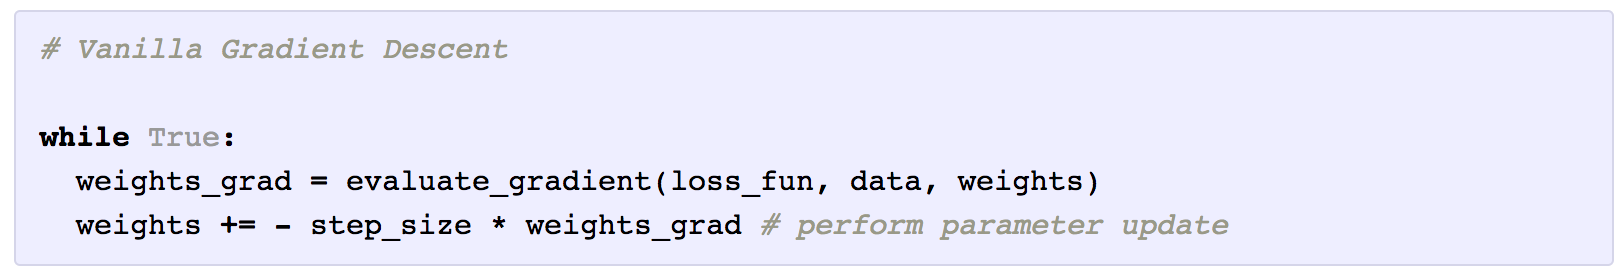 # Vanilla Gradient Descent
while True:
weights_grad = evaluate_gradient(loss_fun, data, weights)
weights += - step_size * weights_grad # perform parameter update